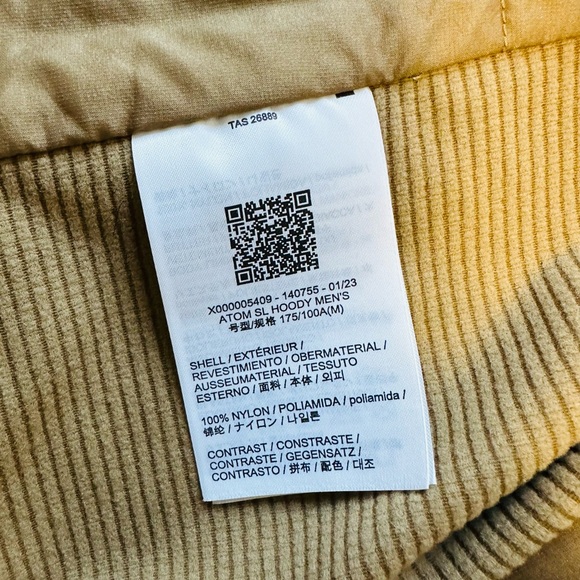 TAS 26889
X000005409 - 140755 - 01/23
ATOM SL HOODY MEN'S
号型/规格 175/100A(M)
SHELL / EXTÉRIEUR /
REVESTIMIENTO / OBERMATERIAL /
AUSSEUMATERIAL / TESSUTO
ESTERNO / 面料 / 本体 / 외피
100% NYLON / POLIAMIDA / poliamida /
锦纶 / ナイロン / 나일론
CONTRAST / CONSTRASTE /
CONTRASTE / GEGENSATZ /
CONTRASTO / 拼布 / 配色 / 대조